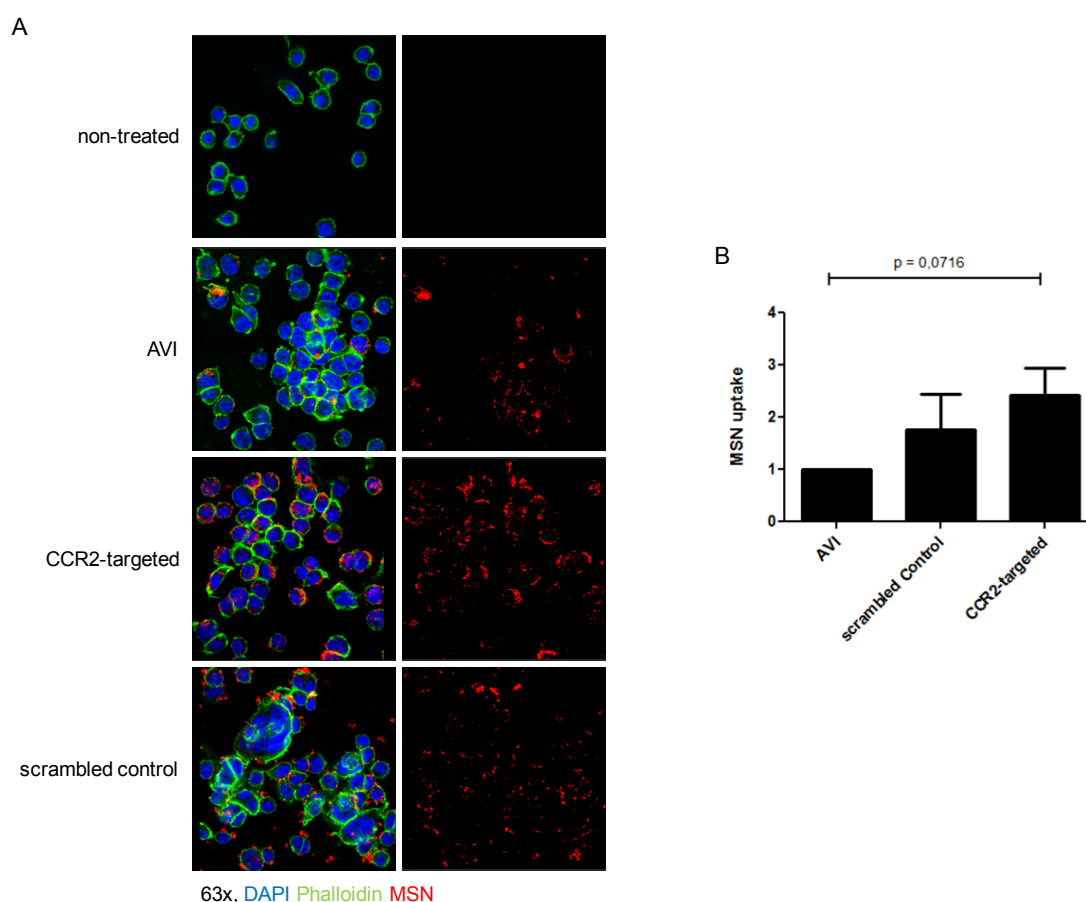 A
non-treated
AVI
CCR2-targeted
scrambled control
63x, DAPI Phalloidin MSN
B
p = 0,0716
MSN uptake
4
3
2
1
0
AVI
scrambled Control
CCR2-targeted